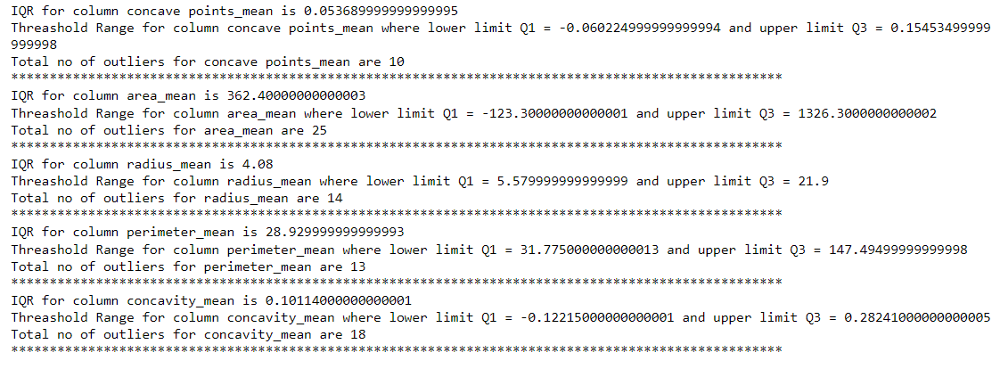 IQR for column concave points_mean is 0.053689999999999995
Threashold Range for column concave points_mean where lower limit Q1 = -0.060224999999999994 and upper limit Q3 = 0.15453499999
999998
Total no of outliers for concave points_mean are 10
****************************************************************************************************
IQR for column area_mean is 362.40000000000003
Threashold Range for column area_mean where lower limit Q1 = -123.30000000000001 and upper limit Q3 = 1326.3000000000002
Total no of outliers for area_mean are 25
****************************************************************************************************
IQR for column radius_mean is 4.08
Threashold Range for column radius_mean where lower limit Q1 = 5.579999999999999 and upper limit Q3 = 21.9
Total no of outliers for radius_mean are 14
****************************************************************************************************
IQR for column perimeter_mean is 28.929999999999993
Threashold Range for column perimeter_mean where lower limit Q1 = 31.775000000000013 and upper limit Q3 = 147.49499999999998
Total no of outliers for perimeter_mean are 13
****************************************************************************************************
IQR for column concavity_mean is 0.10114000000000001
Threashold Range for column concavity_mean where lower limit Q1 = -0.12215000000000001 and upper limit Q3 = 0.28241000000000005
Total no of outliers for concavity_mean are 18
****************************************************************************************************